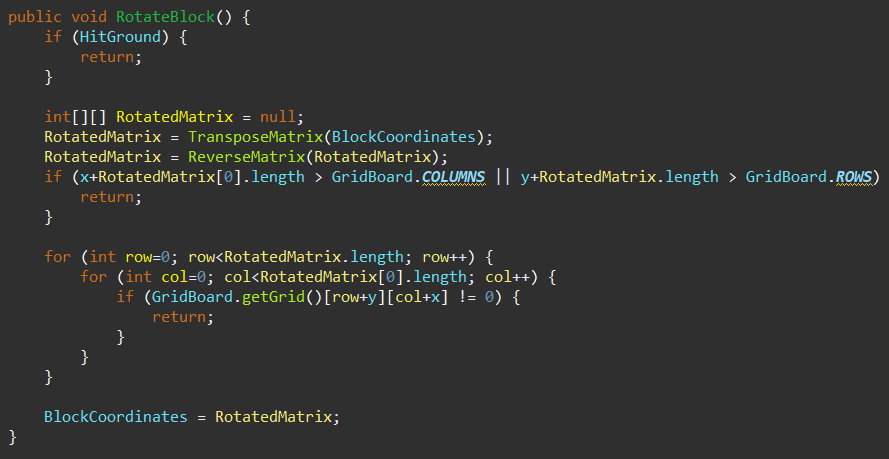 public void RotateBlock() {
    if (HitGround) {
        return;
    }

    int[][] RotatedMatrix = null;
    RotatedMatrix = TransposeMatrix(BlockCoordinates);
    RotatedMatrix = ReverseMatrix(RotatedMatrix);
    if (x+RotatedMatrix[0].length > GridBoard.COLUMNS || y+RotatedMatrix.length > GridBoard.ROWS)
        return;
    }

    for (int row=0; row<RotatedMatrix.length; row++) {
        for (int col=0; col<RotatedMatrix[0].length; col++) {
            if (GridBoard.getGrid()[row+y][col+x] != 0) {
                return;
            }
        }
    }

    BlockCoordinates = RotatedMatrix;
}